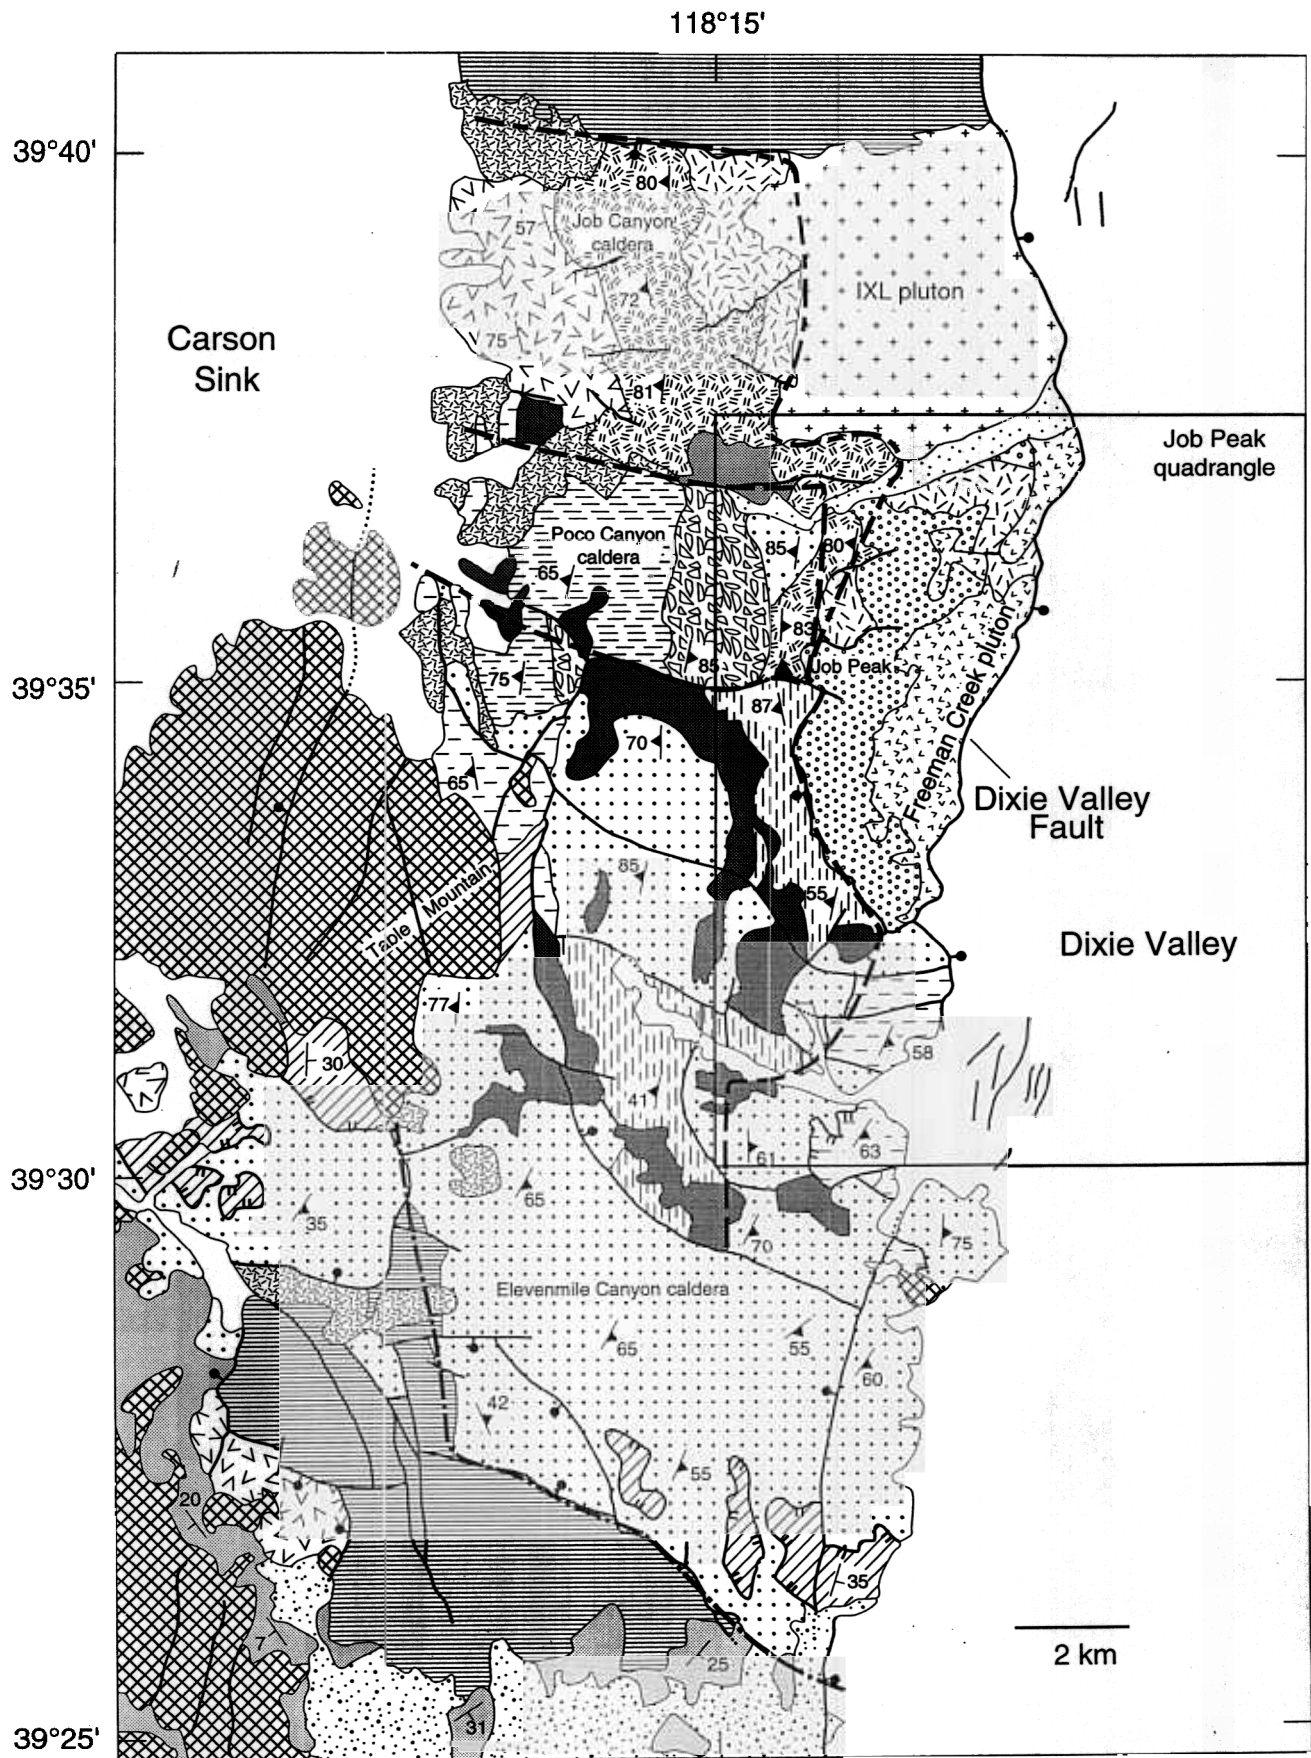 118°15'
39°40'
80
57
Job Canyon
caldera
IXL pluton
72
Carson
Sink
75
81
Job Peak
quadrangle
Poco Canyon
caldera
85
80
65
83
85
Job Peak
39°35'
75
87
70
Freeman Creek pluton
65
Dixie Valley
Fault
85
Table Mountain
55
Dixie Valley
77
30
58
41
61
63
39°30'
65
35
70
75
Elevenmile Canyon caldera
65
55
60
42
55
20
35
7
25
2 km
31
39°25'